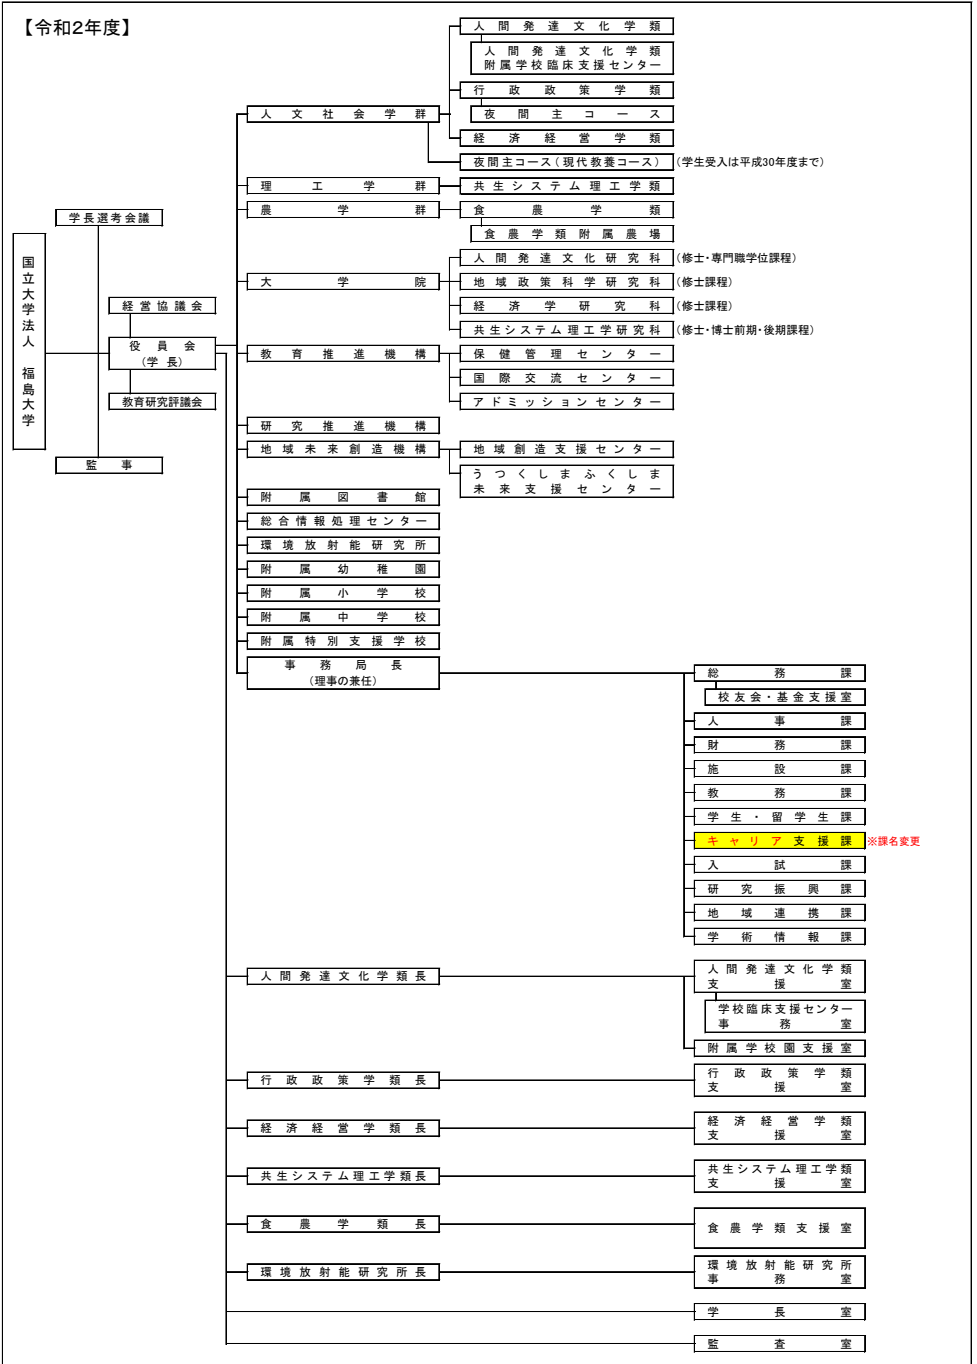 【令和2年度】
国立大学法人 福島大学
学長選考会議
経営協議会
役員会
(学長)
教育研究評議会
監事
人文社会学群
人間発達文化学類
人間発達文化学類
附属学校臨床支援センター
行政政策学類
夜間主コース
経済経営学類
夜間主コース(現代教養コース) (学生受入は平成30年度まで)
理工学群
共生システム理工学類
農学群
食農学類
食農学類附属農場
大学院
人間発達文化研究科 (修士・専門職学位課程)
地域政策科学研究科 (修士課程)
経済学研究科 (修士課程)
共生システム理工学研究科 (修士・博士前期・後期課程)
教育推進機構
保健管理センター
国際交流センター
アドミッションセンター
研究推進機構
地域未来創造機構
地域創造支援センター
うつくしまふくしま
未来支援センター
附属図書館
総合情報処理センター
環境放射能研究所
附属幼稚園
附属小学校
附属中学校
附属特別支援学校
事務局長
(理事の兼任)
総務課
校友会・基金支援室
人事課
財務課
施設課
教務課
学生・留学生課
キャリア支援課 ※課名変更
入試課
研究振興課
地域連携課
学術情報課
人間発達文化学類長
人間発達文化学類
支援室
学校臨床支援センター
事務室
附属学校園支援室
行政政策学類長
行政政策学類
支援室
経済経営学類長
経済経営学類
支援室
共生システム理工学類長
共生システム理工学類
支援室
食農学類長
食農学類支援室
環境放射能研究所長
環境放射能研究所
事務室
学長室
監査室